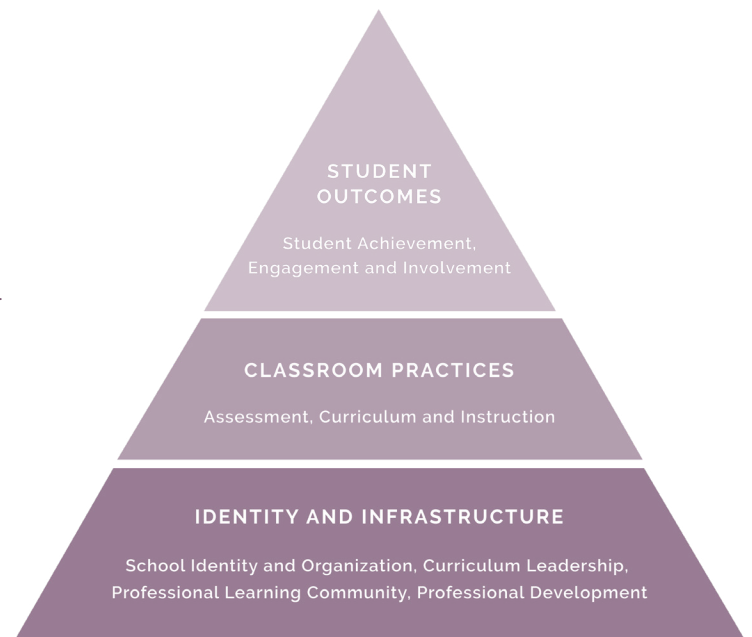 STUDENT
OUTCOMES
Student Achievement,
Engagement and Involvement
CLASSROOM PRACTICES
Assessment, Curriculum and Instruction
IDENTITY AND INFRASTRUCTURE
School Identity and Organization, Curriculum Leadership,
Professional Learning Community, Professional Development